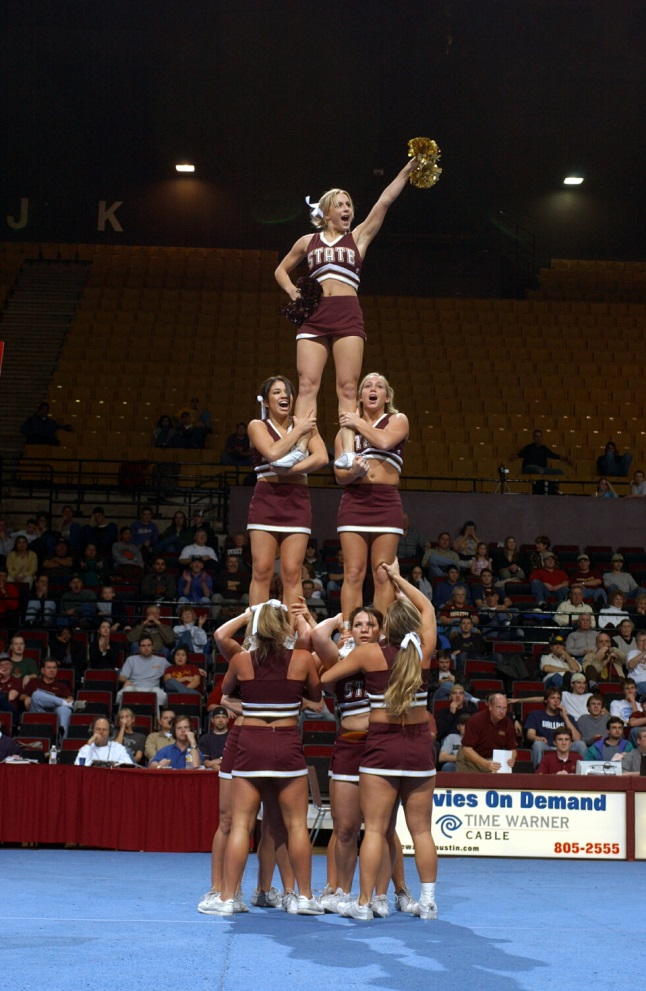 J K
STATE
vies On Demand
TIME WARNER
CABLE
805-2555